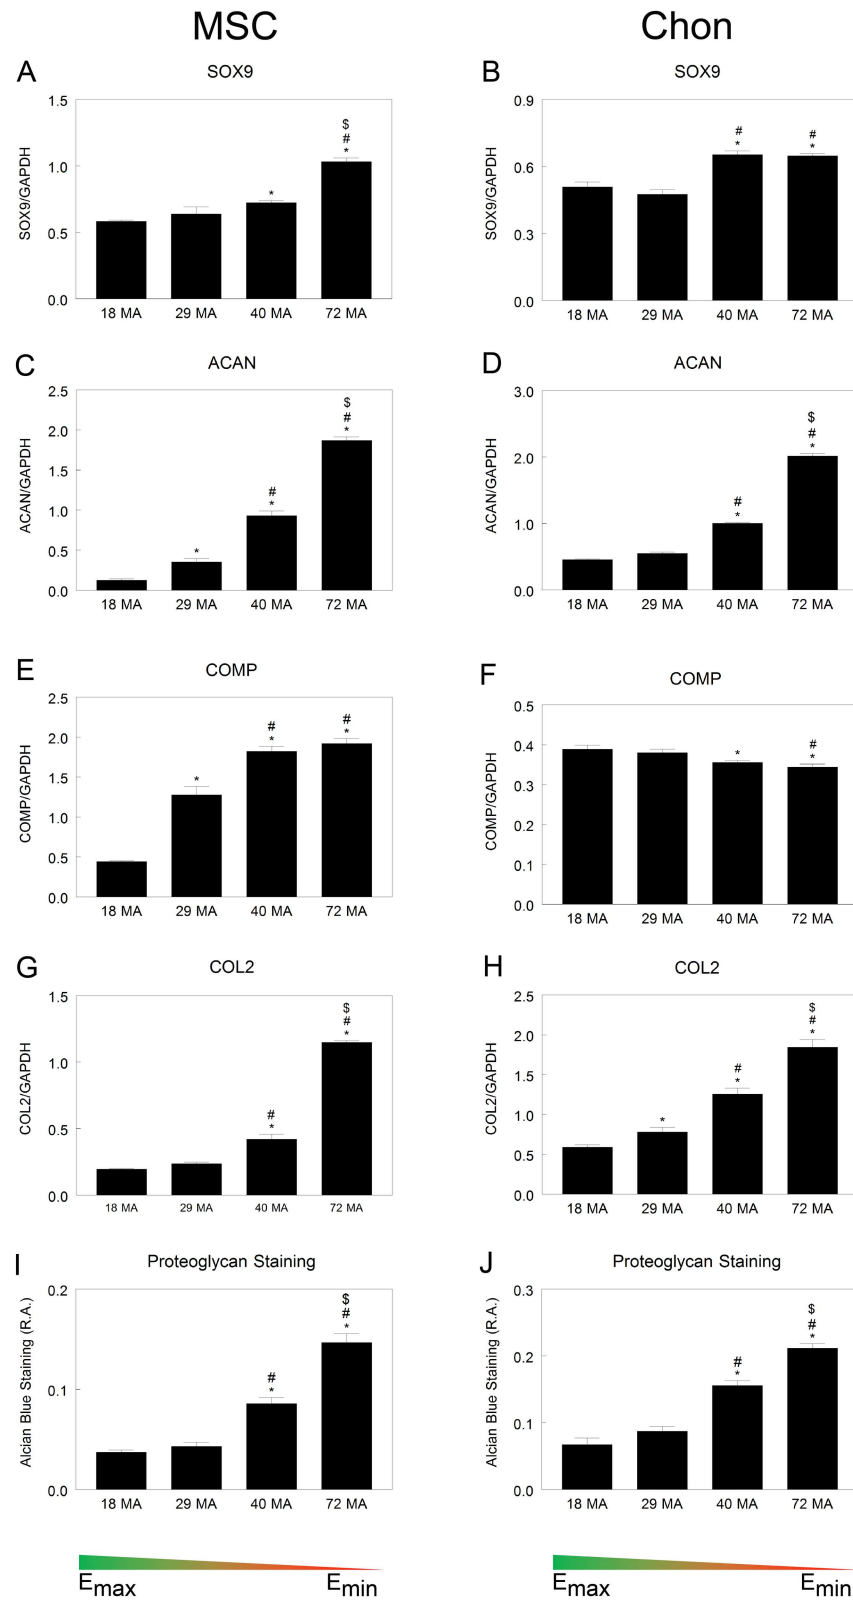 MSC
Chon
A
SOX9
SOX9/GAPDH
1.5
1.0
0.5
0.0
*
$
#
*
18 MA 29 MA 40 MA 72 MA
B
SOX9
SOX9/GAPDH
0.9
0.6
0.3
0.0
#
*
#
*
18 MA 29 MA 40 MA 72 MA
C
ACAN
ACAN/GAPDH
2.5
2.0
1.5
1.0
0.5
0.0
*
#
*
$
#
*
18 MA 29 MA 40 MA 72 MA
D
ACAN
ACAN/GAPDH
3.0
2.0
1.0
0.0
#
*
$
#
*
18 MA 29 MA 40 MA 72 MA
E
COMP
COMP/GAPDH
2.5
2.0
1.5
1.0
0.5
0.0
*
#
*
#
*
18 MA 29 MA 40 MA 72 MA
F
COMP
COMP/GAPDH
0.5
0.4
0.3
0.2
0.1
0.0
*
#
*
18 MA 29 MA 40 MA 72 MA
G
COL2
COL2/GAPDH
1.5
1.0
0.5
0.0
#
*
$
#
*
18 MA 29 MA 40 MA 72 MA
H
COL2
COL2/GAPDH
2.5
2.0
1.5
1.0
0.5
0.0
*
#
*
$
#
*
18 MA 29 MA 40 MA 72 MA
I
Proteoglycan Staining
Alcian Blue Staining (R.A.)
0.2
0.1
0.0
#
*
$
#
*
18 MA 29 MA 40 MA 72 MA
J
Proteoglycan Staining
Alcian Blue Staining (R.A.)
0.3
0.2
0.1
0.0
#
*
$
#
*
18 MA 29 MA 40 MA 72 MA
Emax Emin
Emax Emin